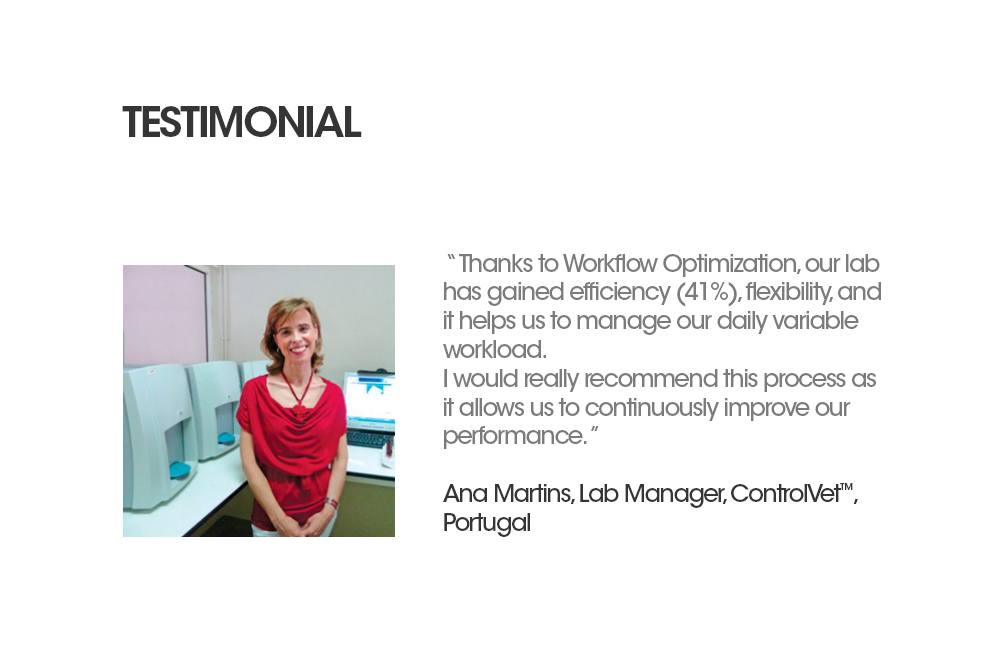 TESTIMONIAL
“ Thanks to Workflow Optimization, our lab
has gained efficiency (41%), flexibility, and
it helps us to manage our daily variable
workload.
I would really recommend this process as
it allows us to continuously improve our
performance. ”
Ana Martins, Lab Manager, ControlVet™,
Portugal